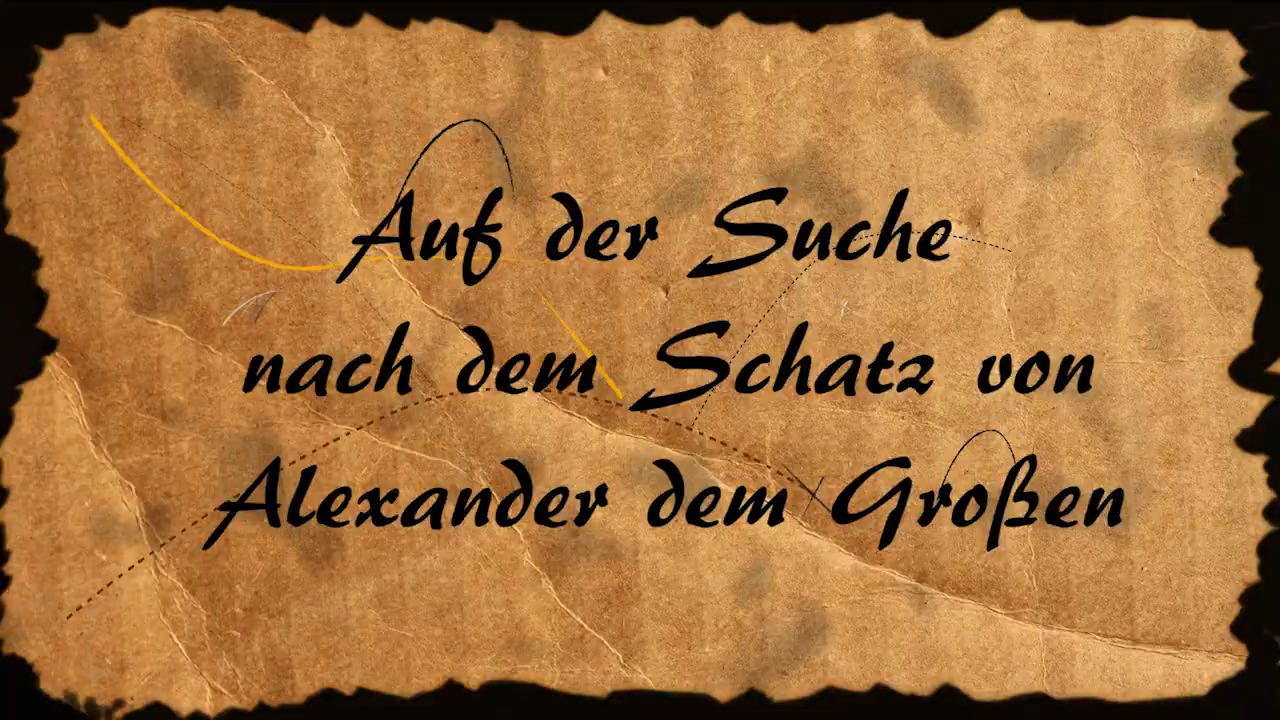 Auf der Suche
nach dem Schatz von
Alexander dem Großen